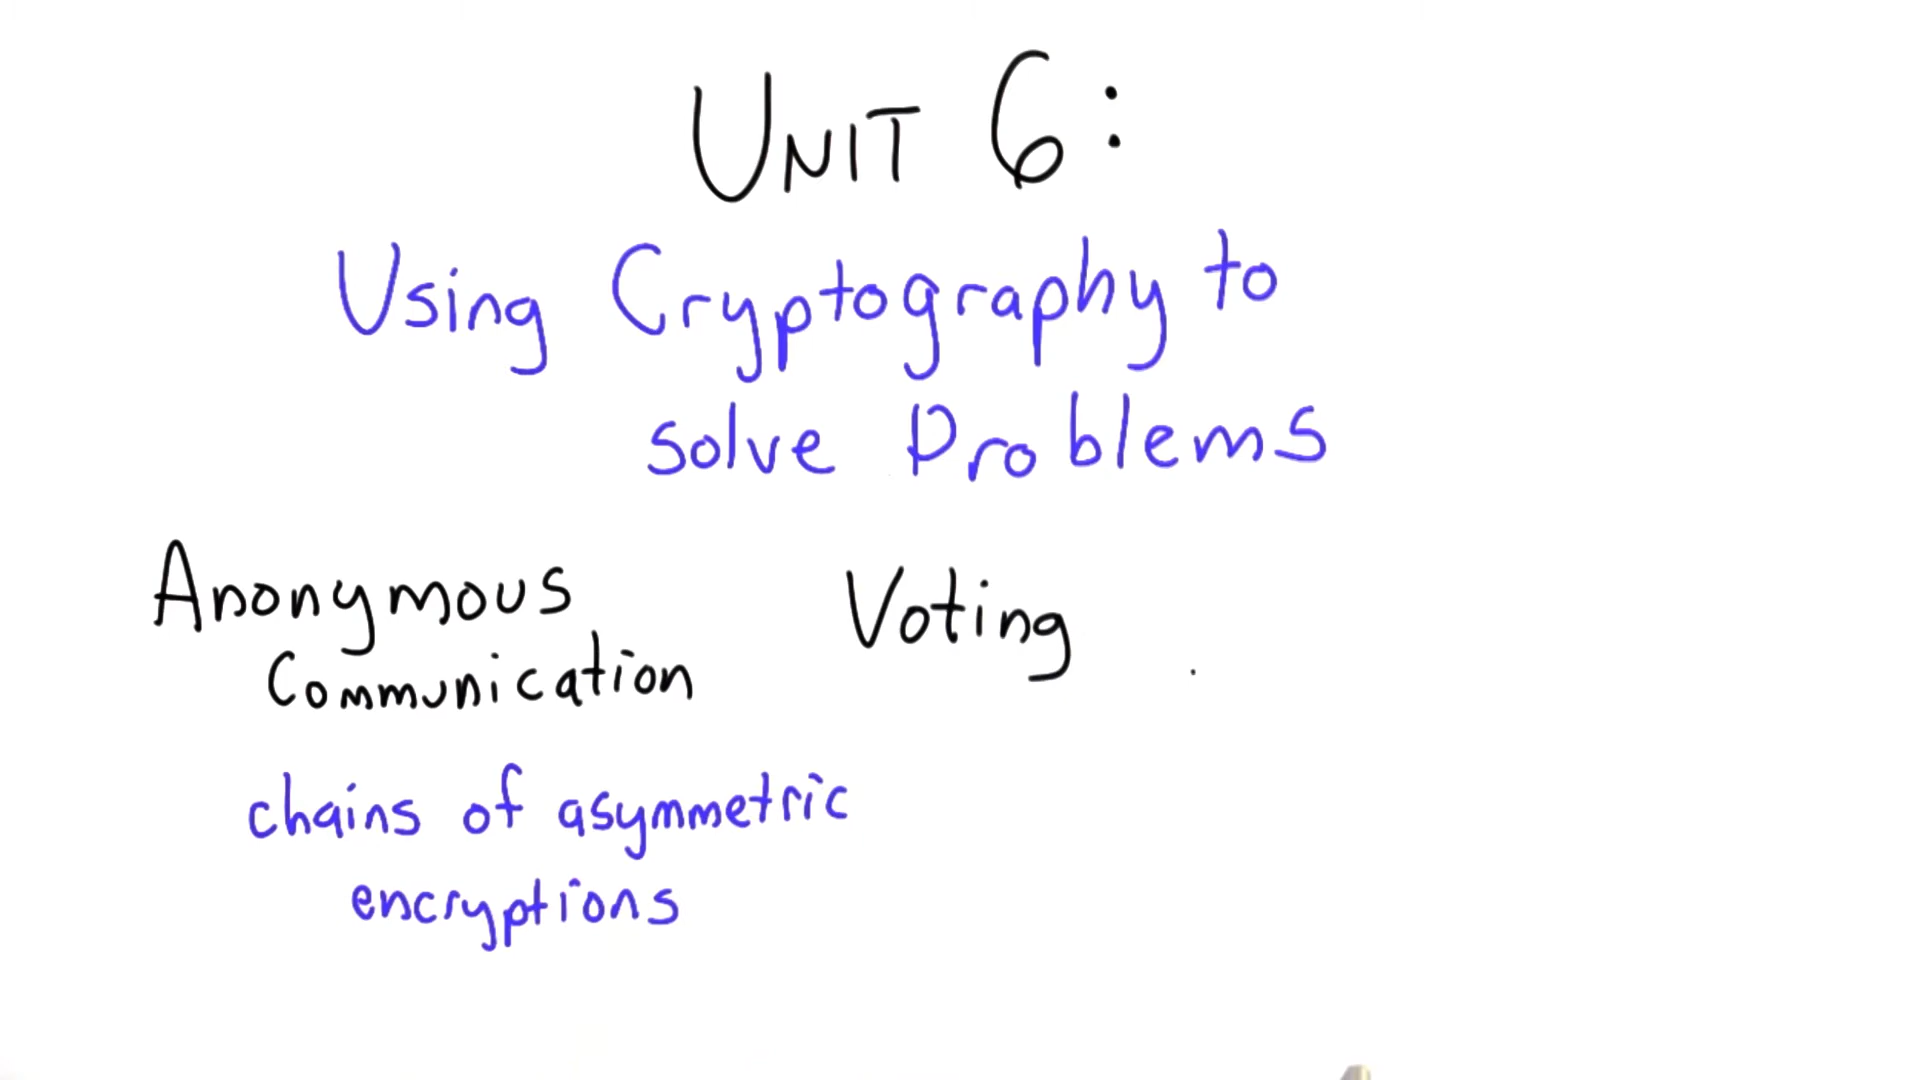 UNIT 6:
Using Cryptography to
solve Problems
Anonymous
Communication
Voting
chains of asymmetric
encryptions